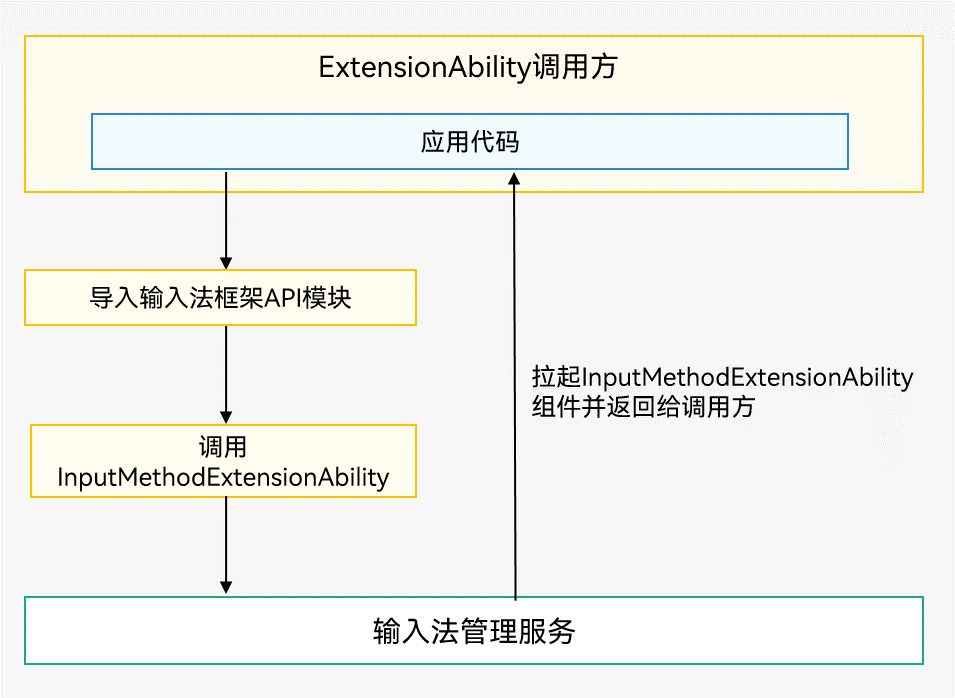 ExtensionAbility调用方
应用代码
导入输入法框架API模块
调用
InputMethodExtensionAbility
拉起InputMethodExtensionAbility
组件并返回给调用方
输入法管理服务